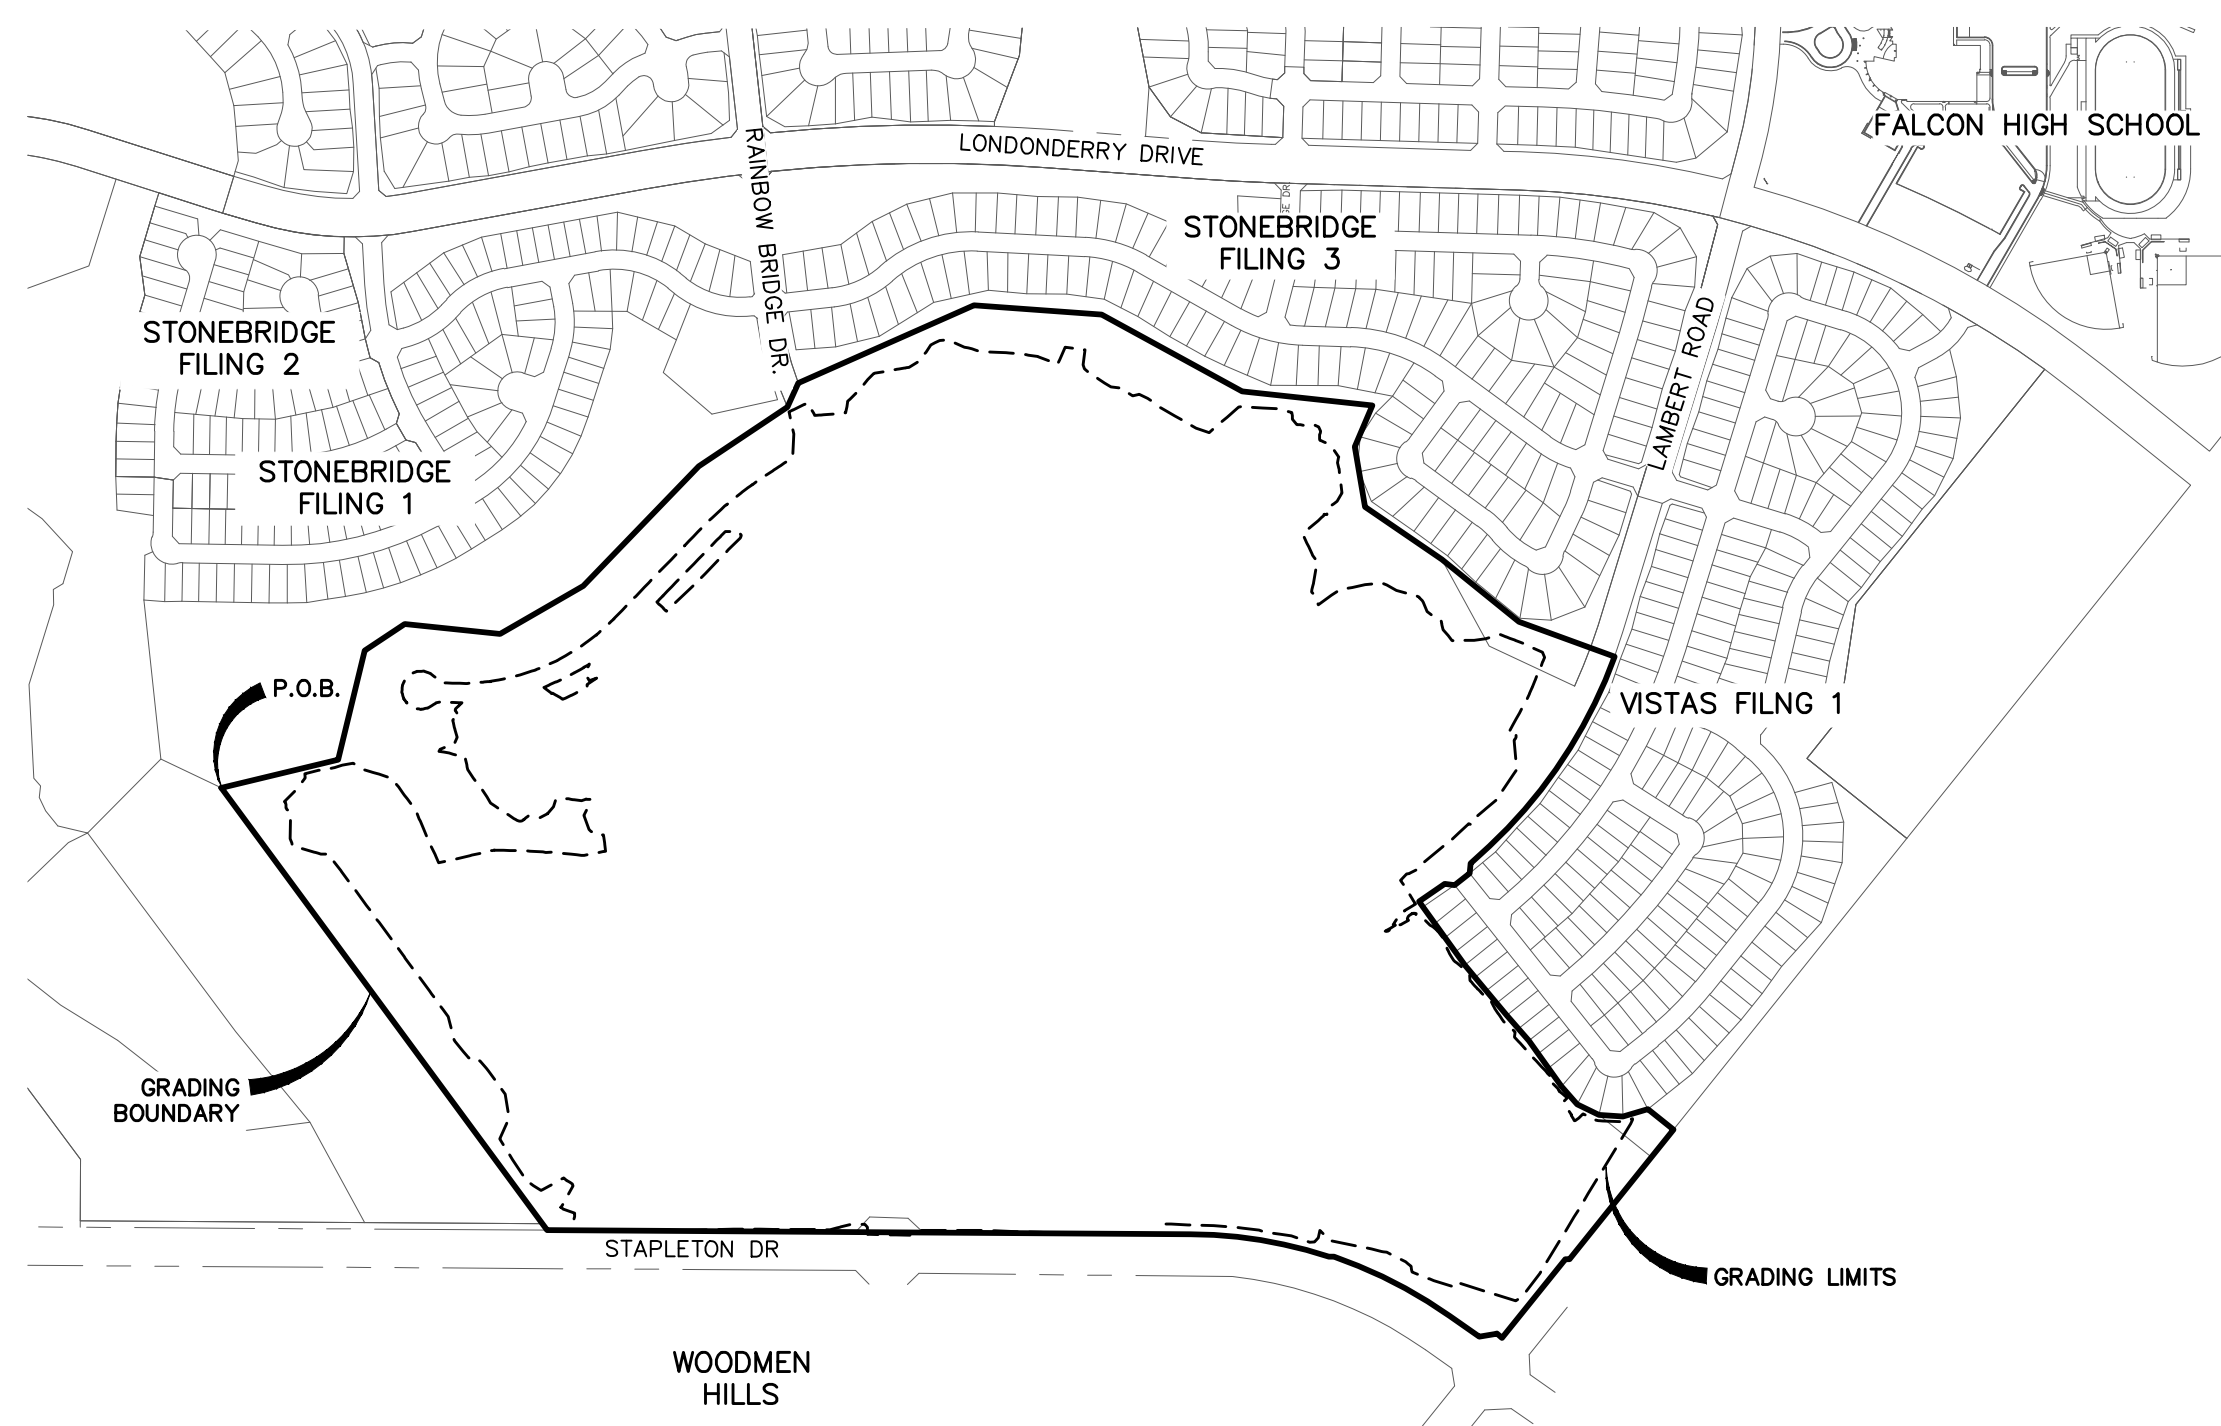 FALCON HIGH SCHOOL
LONDONDERRY DRIVE
RAINBOW BRIDGE DR.
STONEBRIDGE
FILING 3
STONEBRIDGE
FILING 2
LAMBERT ROAD
STONEBRIDGE
FILING 1
P.O.B.
VISTAS FILNG 1
GRADING
BOUNDARY
STAPLETON DR
GRADING LIMITS
WOODMEN
HILLS